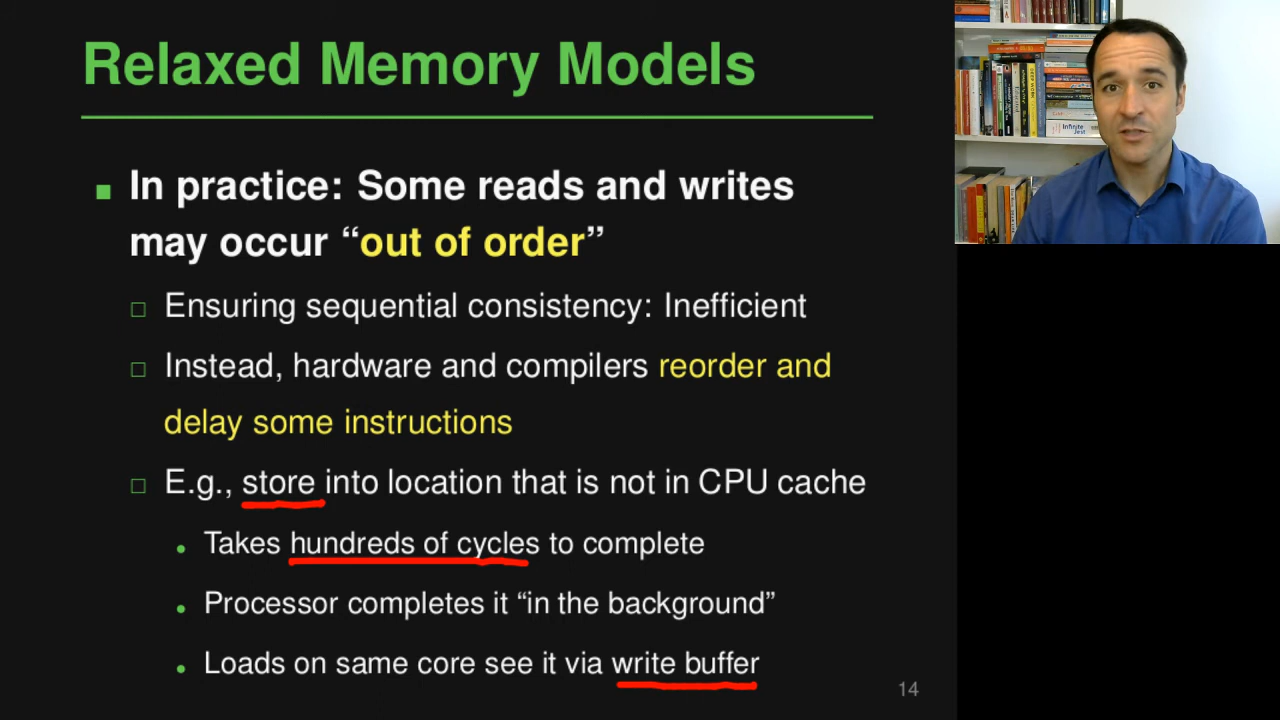 Relaxed Memory Models
In practice: Some reads and writes
may occur “out of order”
Ensuring sequential consistency: Inefficient
Instead, hardware and compilers reorder and
delay some instructions
E.g., store into location that is not in CPU cache
Takes hundreds of cycles to complete
Processor completes it “in the background”
Loads on same core see it via write buffer
14
Infinite
Jest